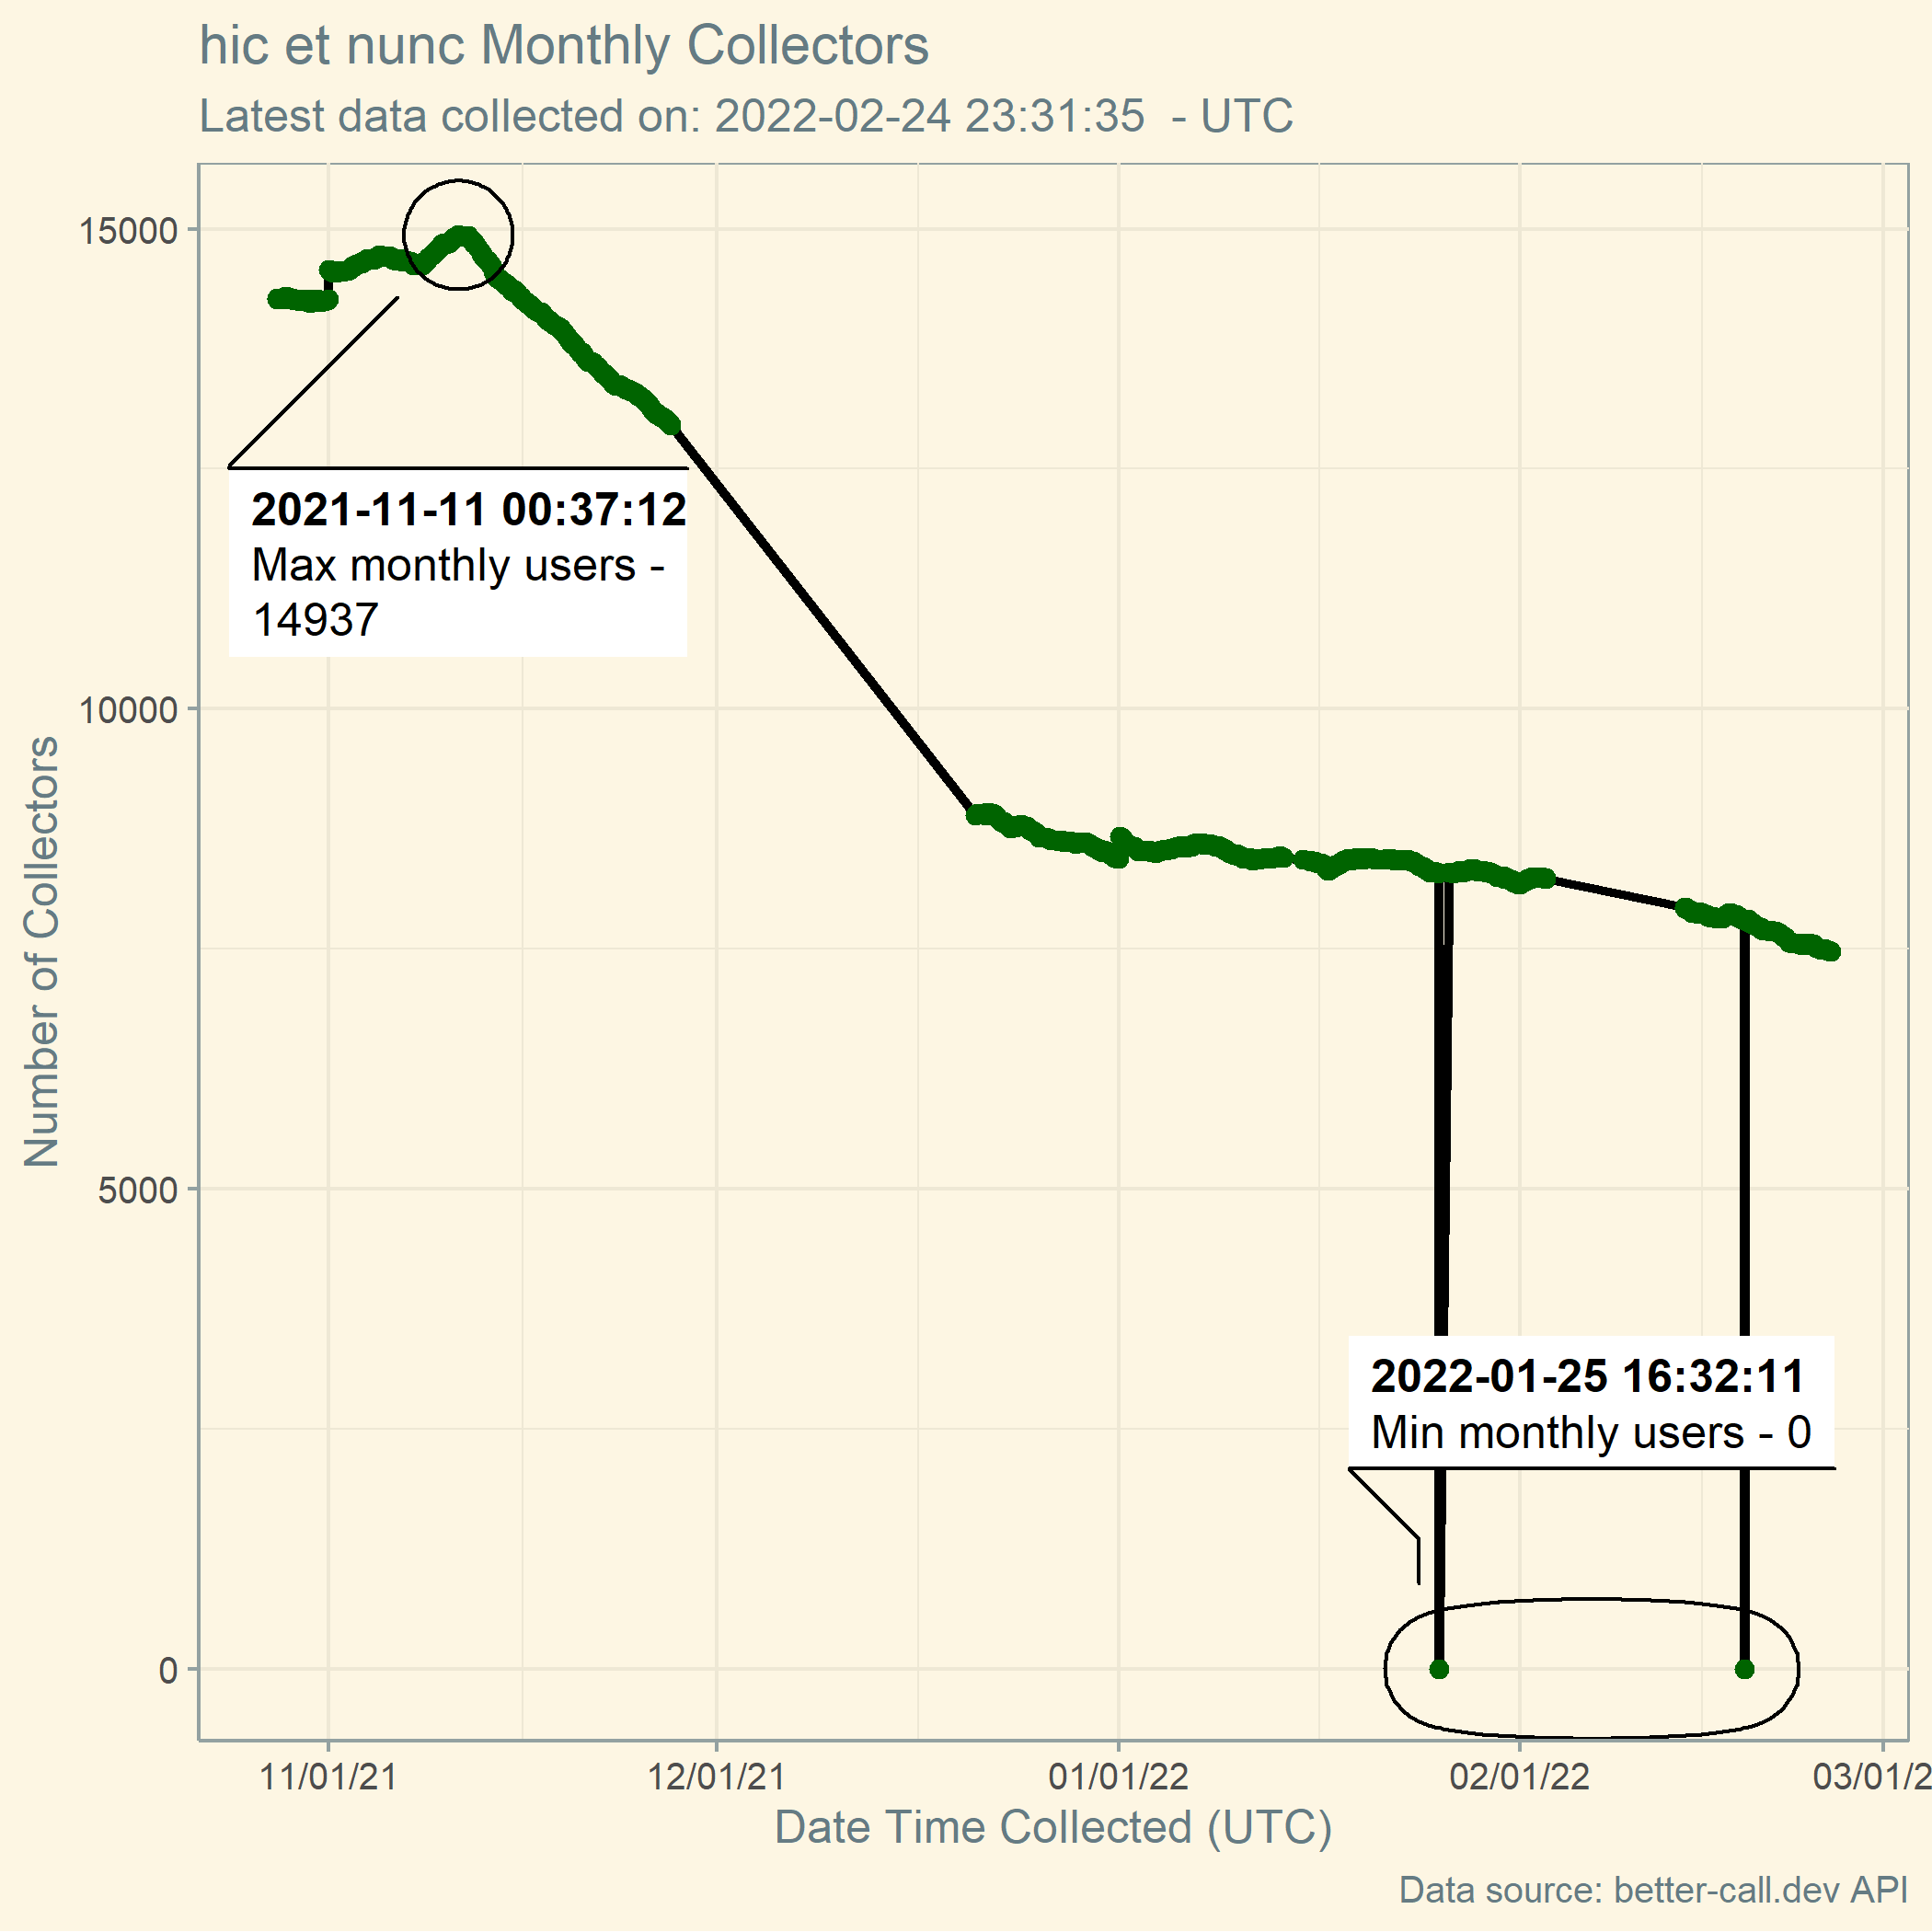 hic et nunc Monthly Collectors
Latest data collected on: 2022-02-24 23:31:35  - UTC
15000
10000
5000
0
Number of Collectors
2021-11-11 00:37:12
Max monthly users -
14937
2022-01-25 16:32:11
Min monthly users - 0
11/01/21
12/01/21
01/01/22
02/01/22
03/01/2
Date Time Collected (UTC)
Data source: better-call.dev API